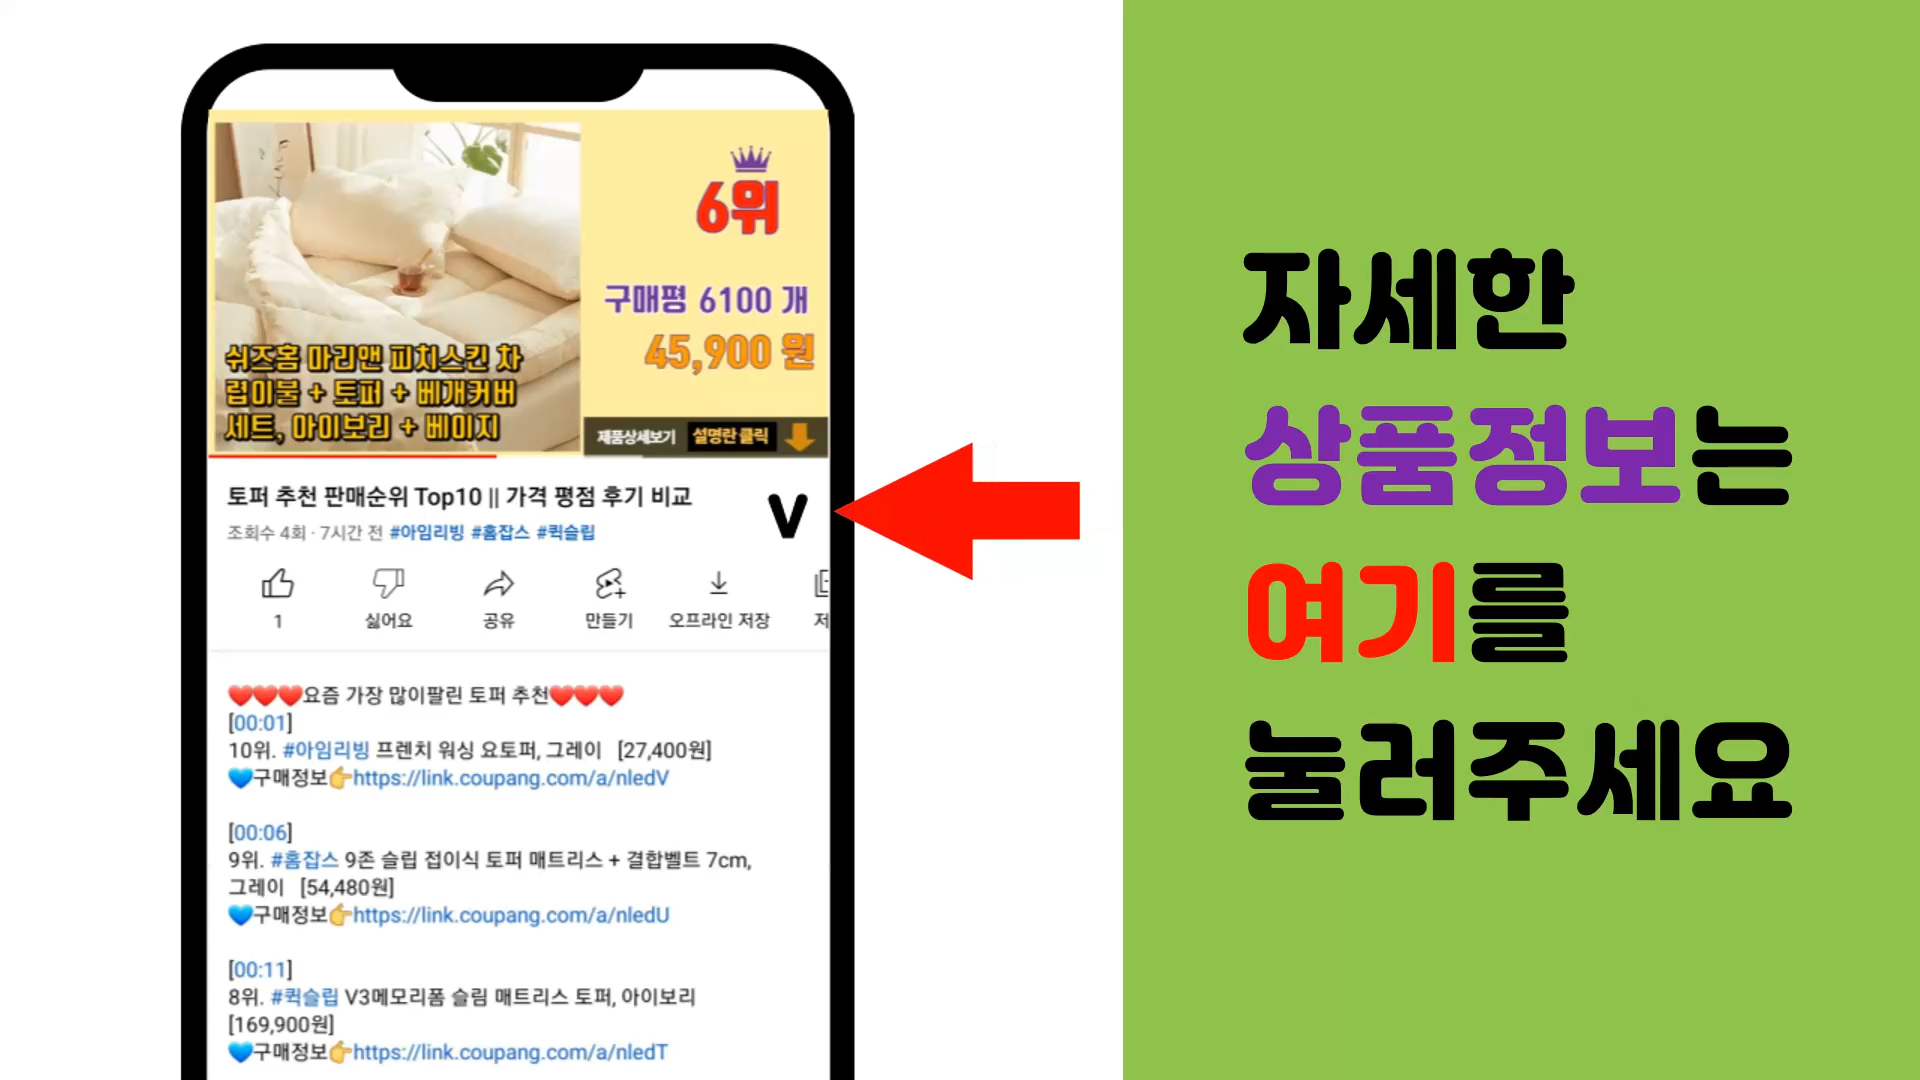 6위
구매평 6100 개
45,900 원
쉬즈홈 마리앤 피치스킨 차
렵이불 + 토퍼 + 베개커버
세트, 아이보리 + 베이지
제품상세보기 설명란 클릭
토퍼 추천 판매순위 Top10 || 가격 평점 후기 비교
V
조회수 4회 · 7시간 전 #아임리빙 #홈잡스 #퀵슬립
1 싫어요 공유 만들기 오프라인 저장 저
❤️❤️❤️요즘 가장 많이팔린 토퍼 추천❤️❤️❤️
[00:01]
10위. #아임리빙 프렌치 워싱 요토퍼, 그레이 [27,400원]
💙구매정보👉https://link.coupang.com/a/nledV
[00:06]
9위. #홈잡스 9존 슬립 접이식 토퍼 매트리스 + 결합벨트 7cm,
그레이 [54,480원]
💙구매정보👉https://link.coupang.com/a/nledU
[00:11]
8위. #퀵슬립 V3메모리폼 슬림 매트리스 토퍼, 아이보리
[169,900원]
💙구매정보👉https://link.coupang.com/a/nledT
자세한
상품정보는
여기를
눌러주세요